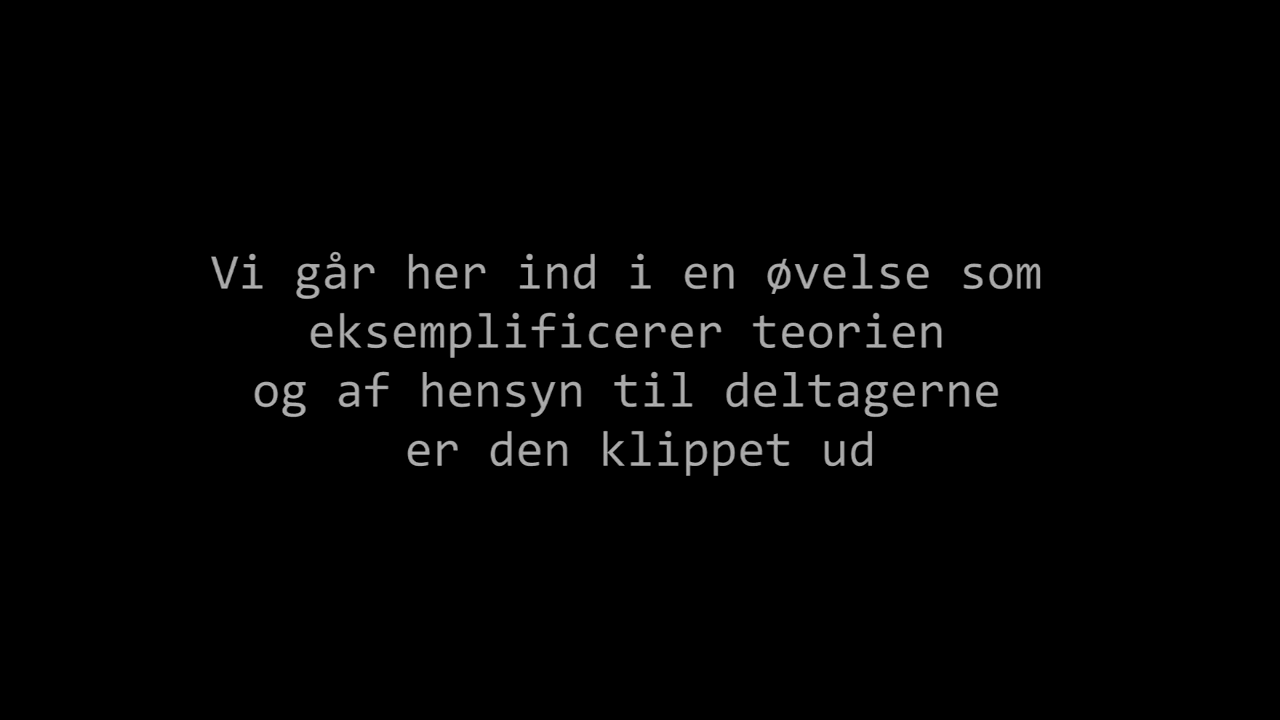 Vi går her ind i en øvelse som
eksemplificerer teorien
og af hensyn til deltagerne
er den klippet ud